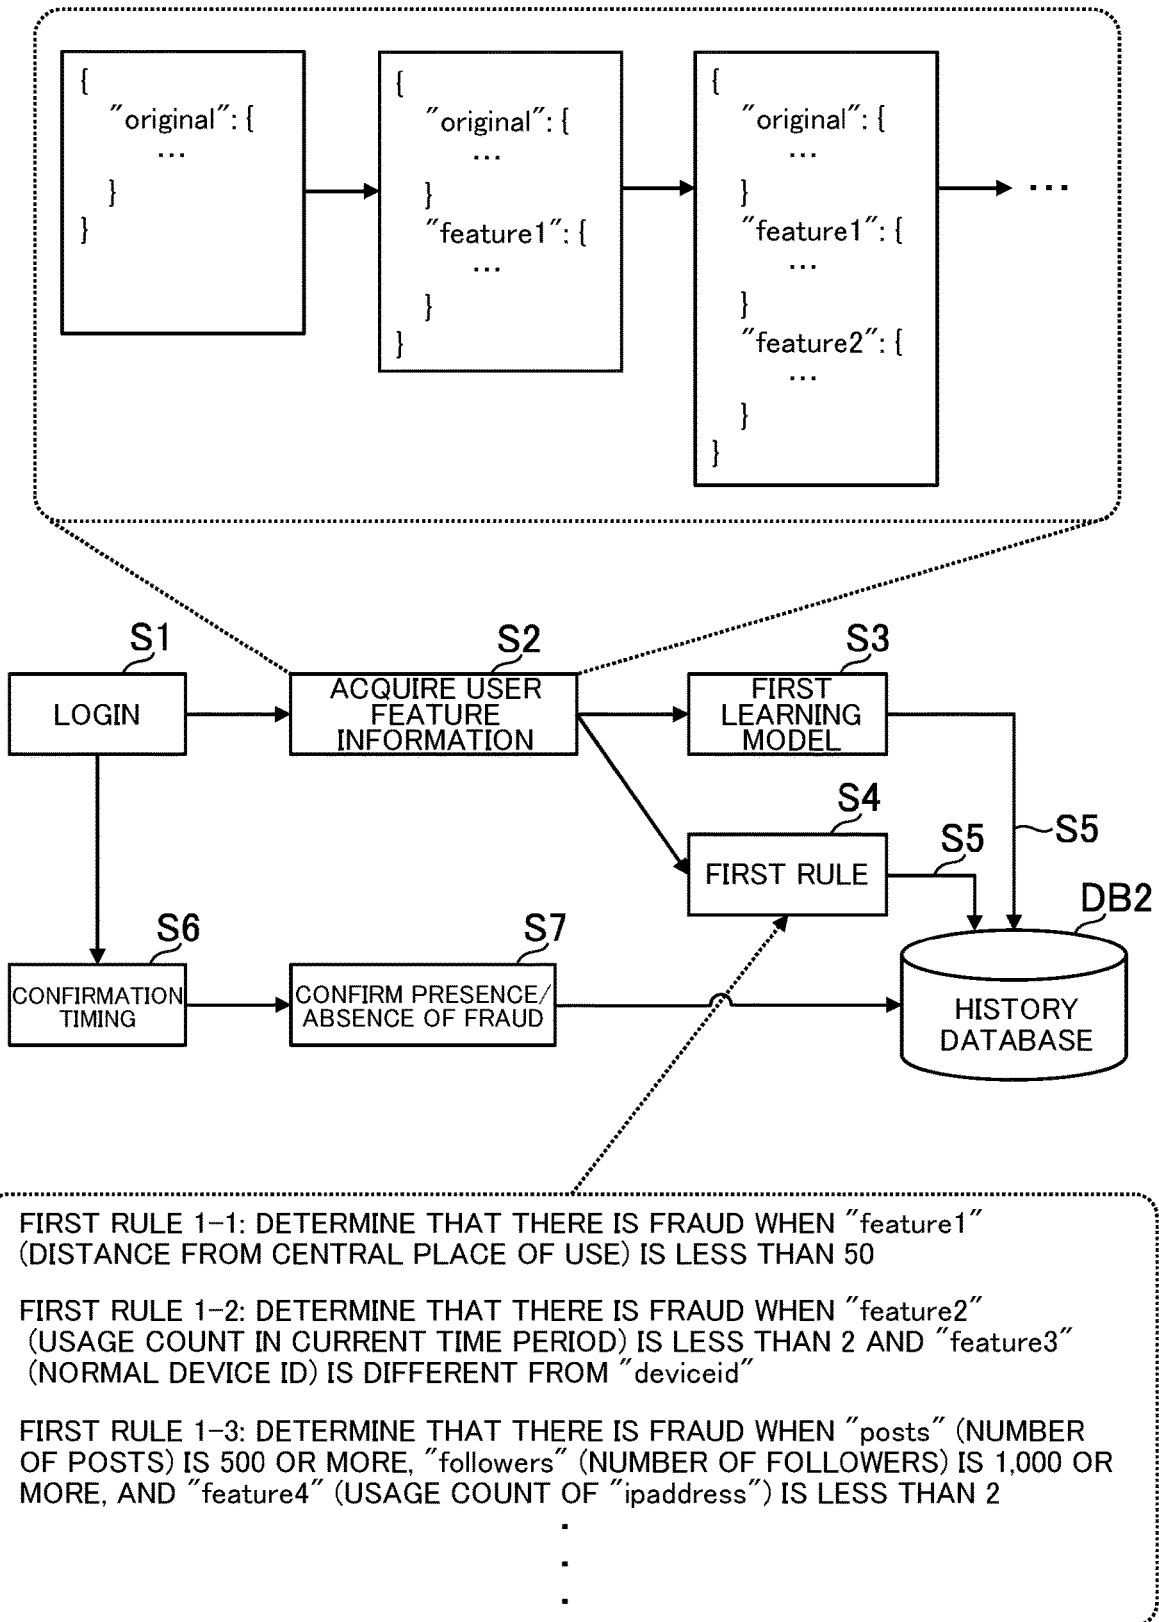 {
"original": {
...
}
}
{
"original": {
...
}
"feature1": {
...
}
}
{
"original": {
...
}
"feature1": {
...
}
"feature2": {
...
}
}
...
S1
LOGIN
S2
ACQUIRE USER
FEATURE
INFORMATION
S3
FIRST
LEARNING
MODEL
S4
FIRST RULE
S5
S5
DB2
HISTORY
DATABASE
S6
CONFIRMATION
TIMING
S7
CONFIRM PRESENCE/
ABSENCE OF FRAUD
FIRST RULE 1-1: DETERMINE THAT THERE IS FRAUD WHEN "feature1"
(DISTANCE FROM CENTRAL PLACE OF USE) IS LESS THAN 50
FIRST RULE 1-2: DETERMINE THAT THERE IS FRAUD WHEN "feature2"
(USAGE COUNT IN CURRENT TIME PERIOD) IS LESS THAN 2 AND "feature3"
(NORMAL DEVICE ID) IS DIFFERENT FROM "deviceid"
FIRST RULE 1-3: DETERMINE THAT THERE IS FRAUD WHEN "posts" (NUMBER
OF POSTS) IS 500 OR MORE, "followers" (NUMBER OF FOLLOWERS) IS 1,000 OR
MORE, AND "feature4" (USAGE COUNT OF "ipaddress") IS LESS THAN 2
.
.
.